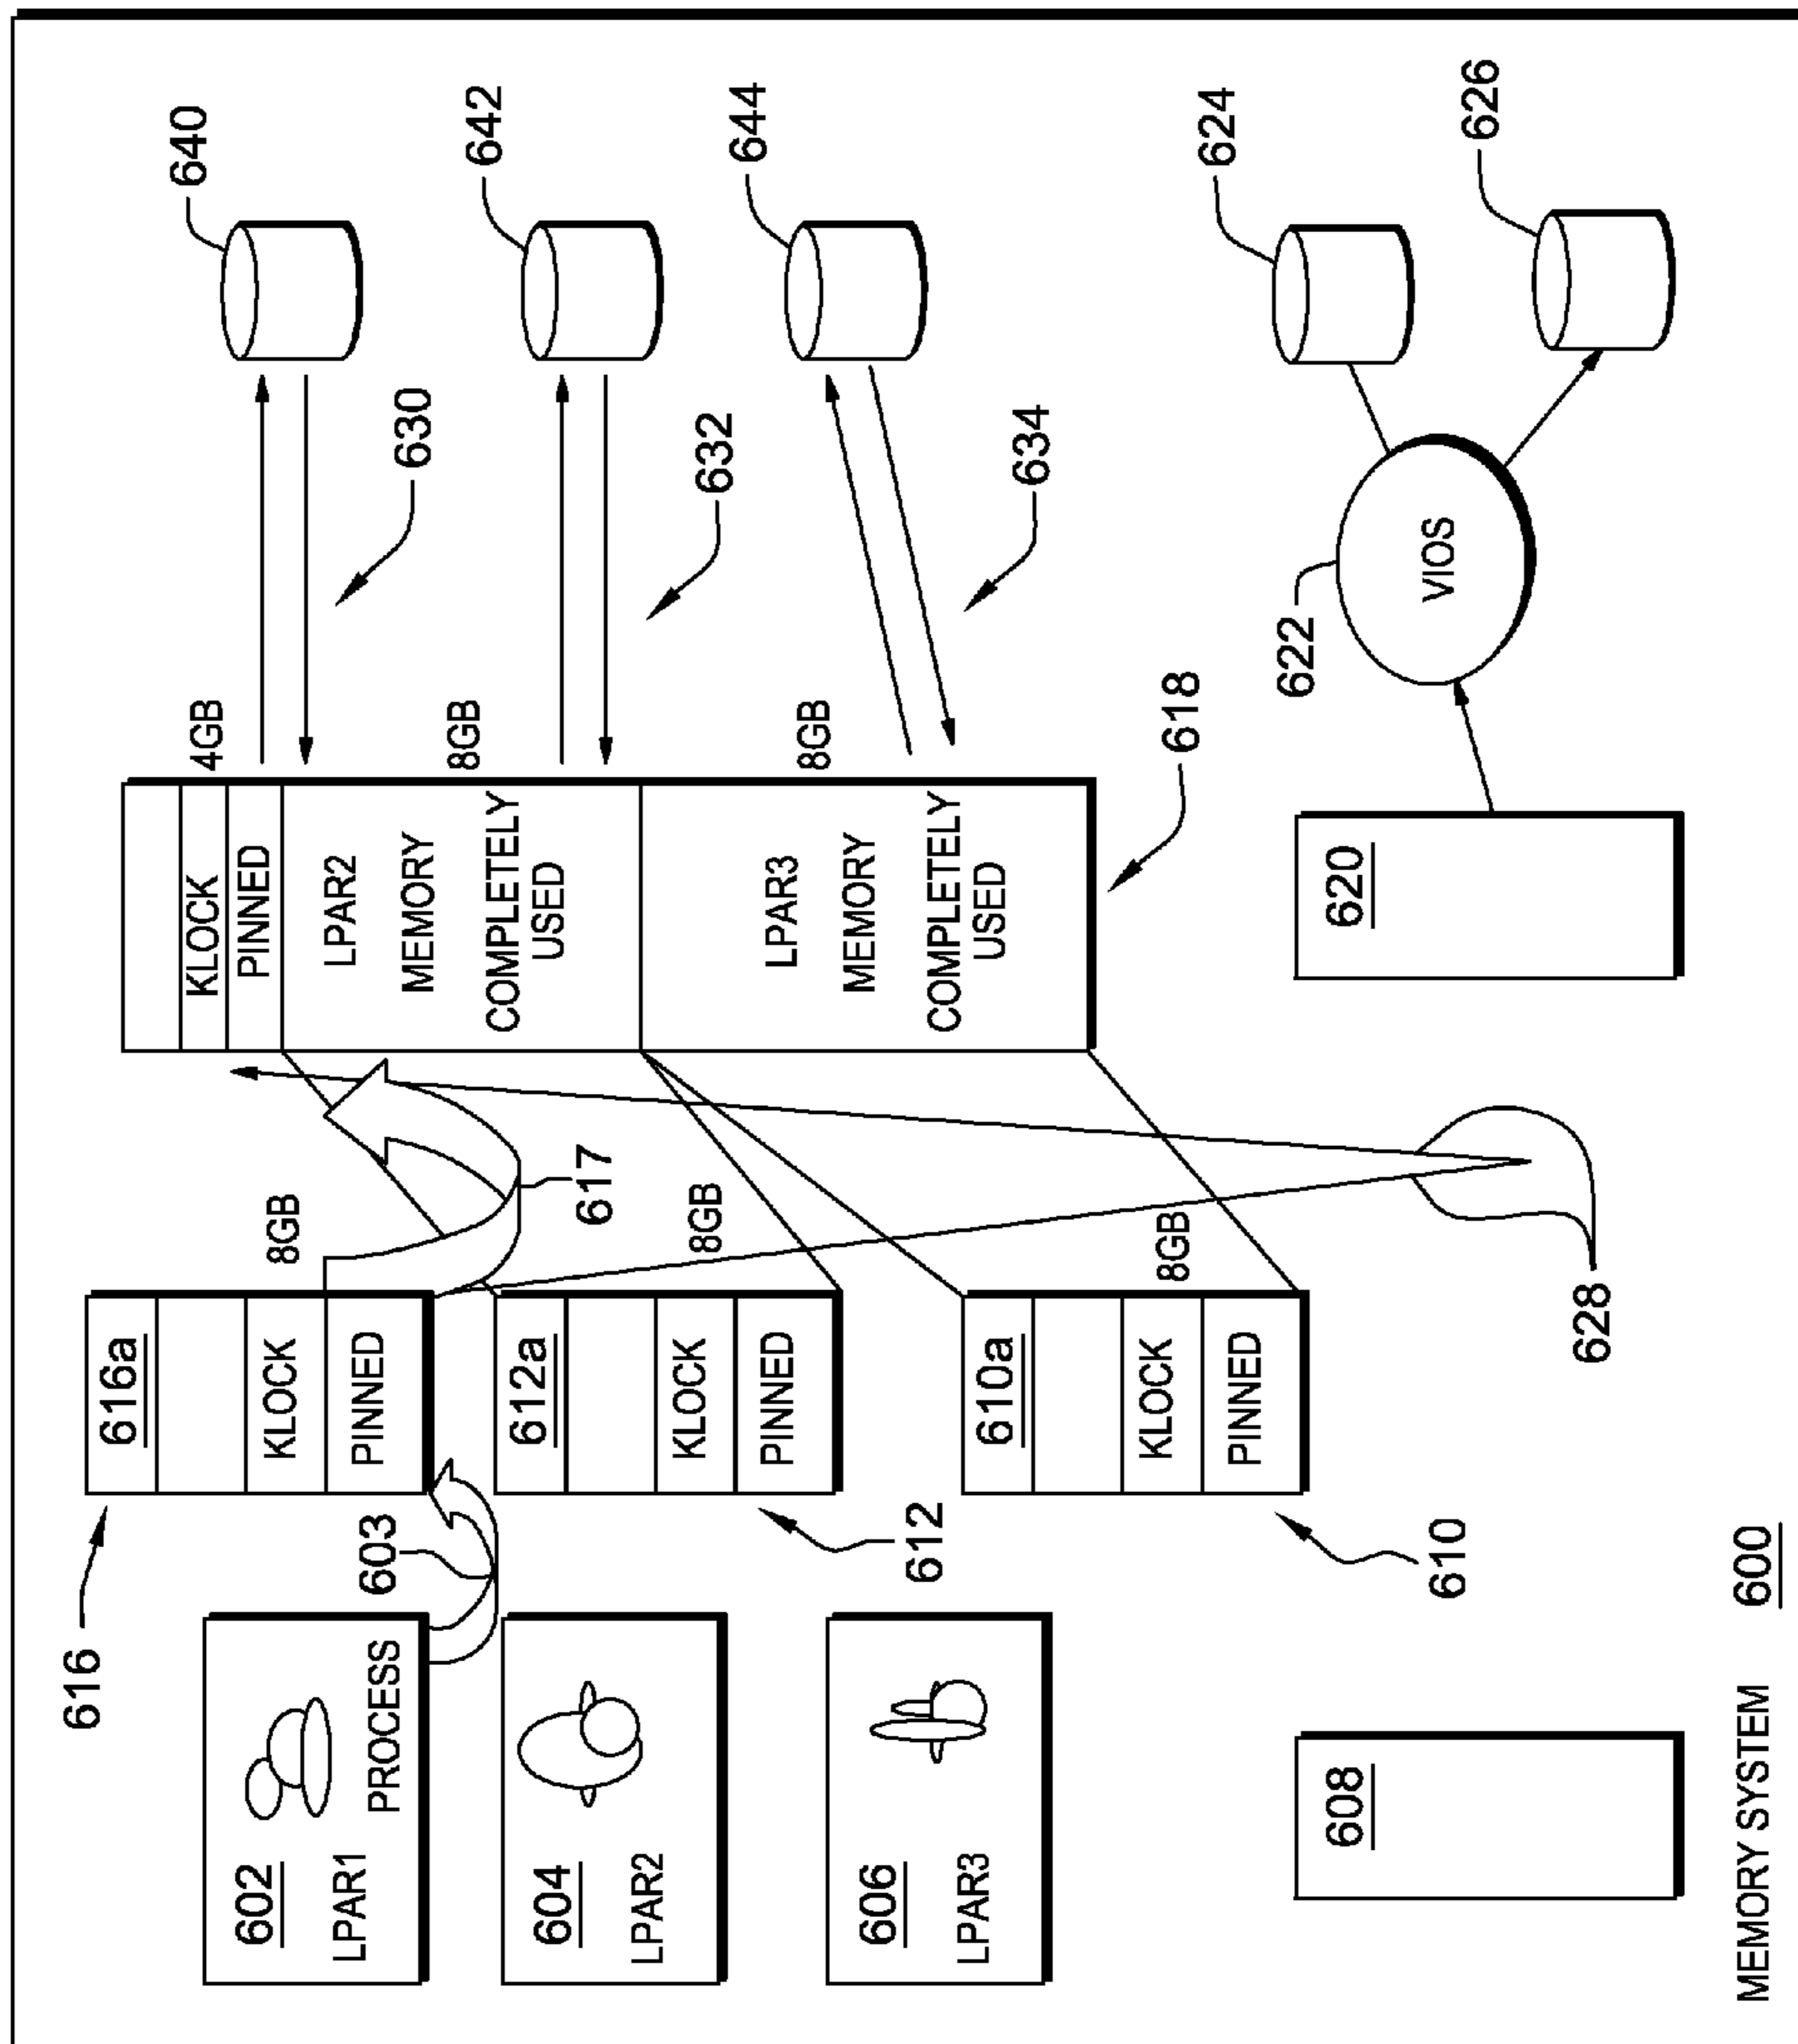 640
642
644
624
626
630
632
634
4GB
8GB
8GB
622
VIOS
618
KLOCK
PINNED
LPAR2
MEMORY
COMPLETELY
USED
LPAR3
MEMORY
COMPLETELY
USED
620
617
8GB
8GB
8GB
628
616a
KLOCK
PINNED
612a
KLOCK
PINNED
610a
KLOCK
PINNED
616
603
612
610
602
LPAR1
PROCESS
604
LPAR2
606
LPAR3
608
MEMORY SYSTEM
600